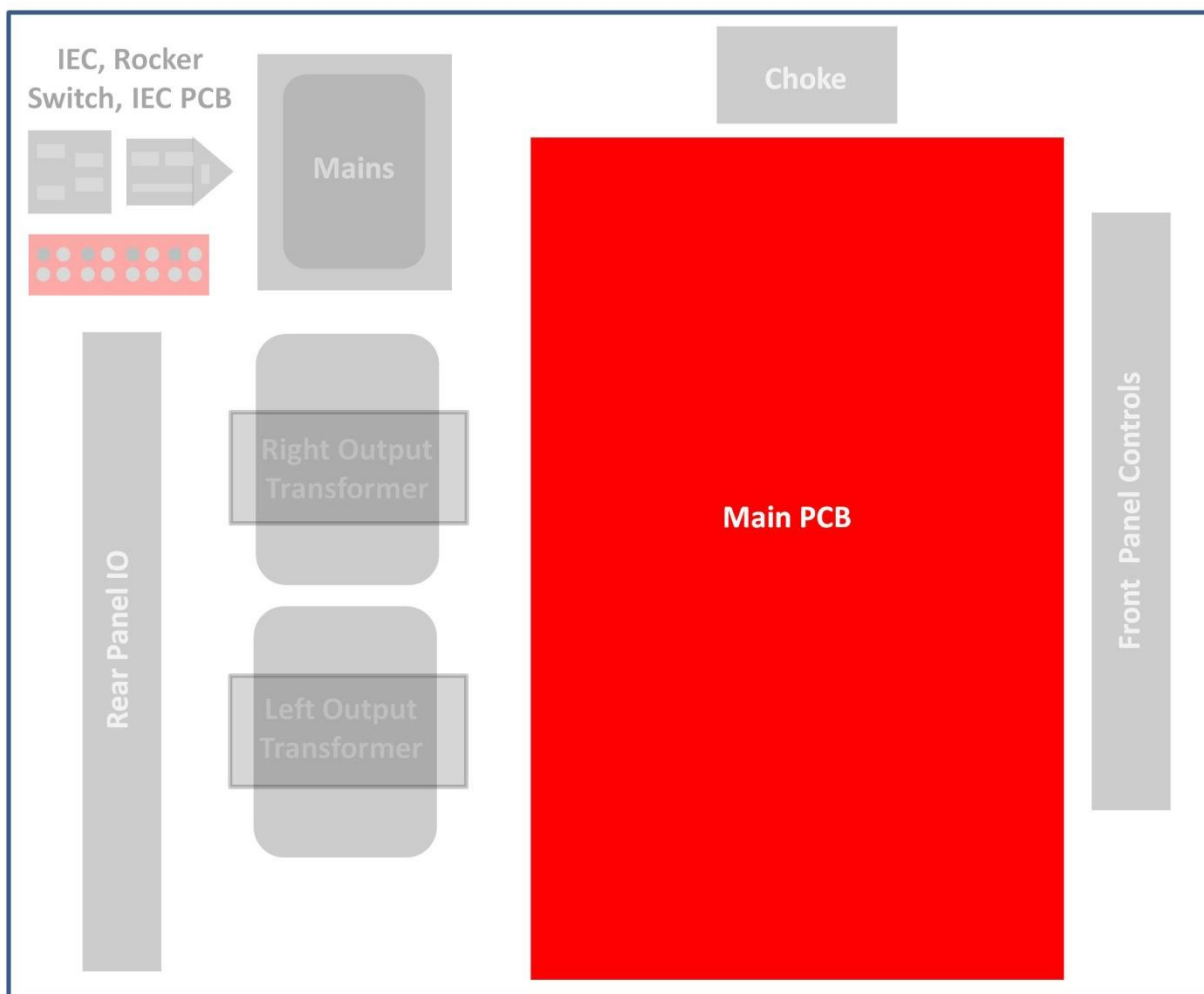 IEC, Rocker
Switch, IEC PCB
Choke
Mains
Right Output
Transformer
Main PCB
Front Panel Controls
Rear Panel IO
Left Output
Transformer